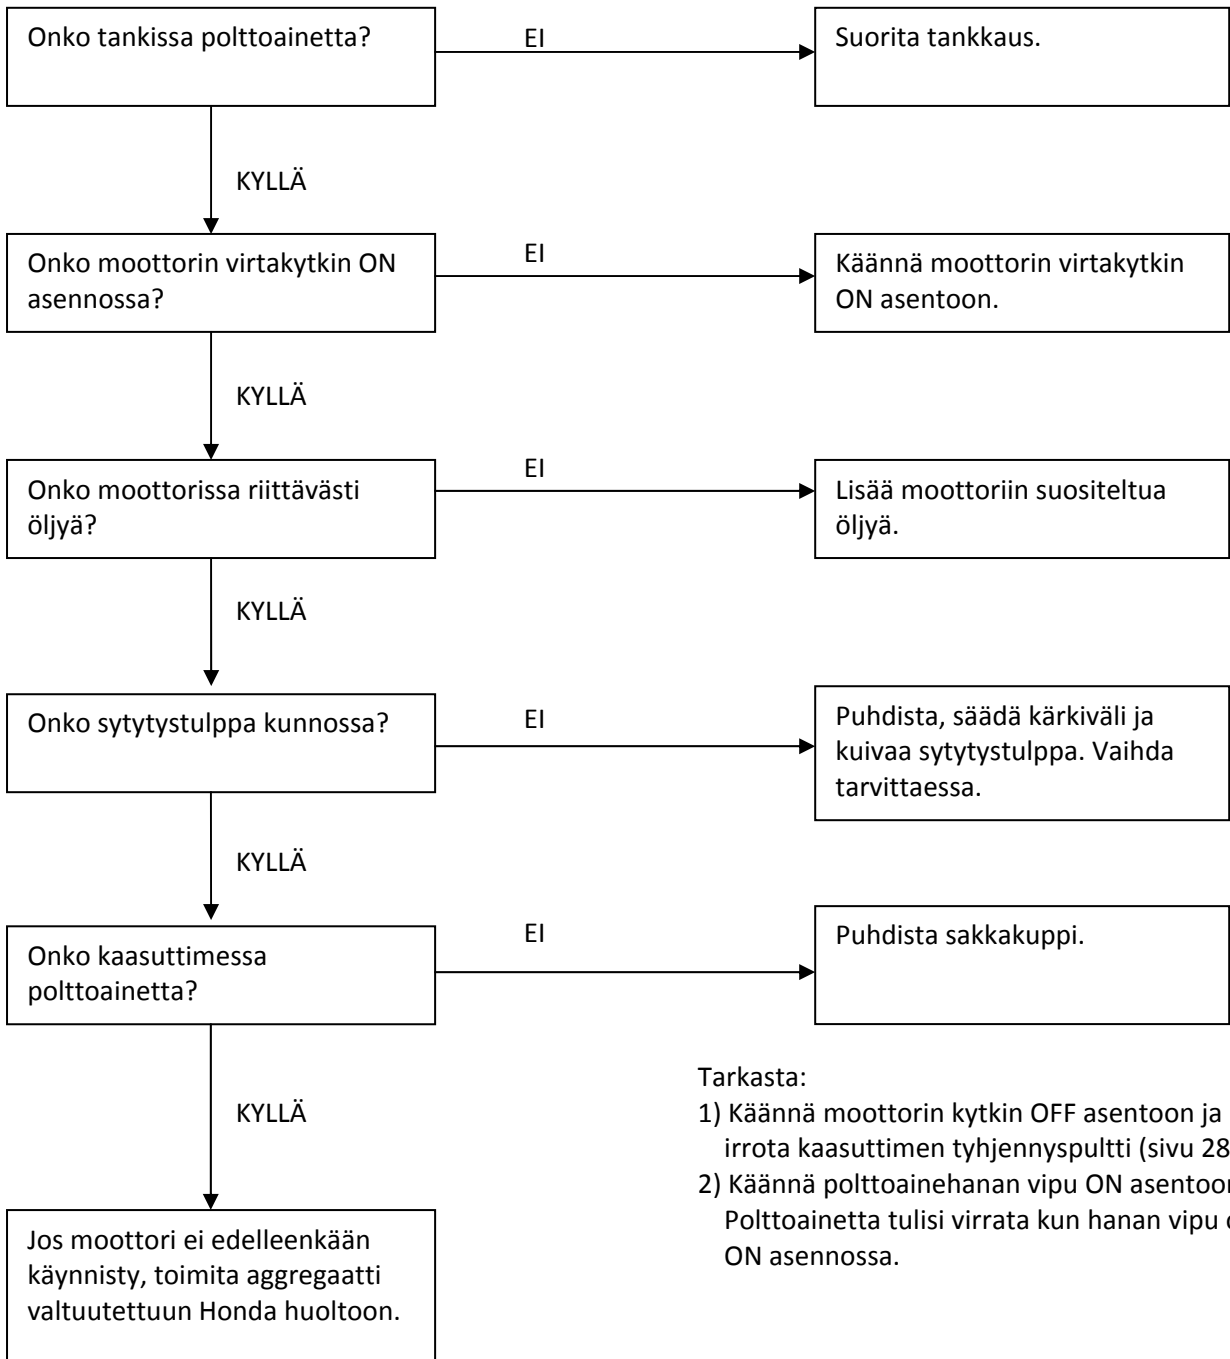 Onko tankissa polttoainetta?
EI
Suorita tankkaus.
KYLLÄ
Onko moottorin virtakytkin ON
asennossa?
EI
Käännä moottorin virtakytkin
ON asentoon.
KYLLÄ
Onko moottorissa riittävästi
öljyä?
EI
Lisää moottoriin suositeltua
öljyä.
KYLLÄ
Onko sytytystulppa kunnossa?
EI
Puhdista, säädä kärkiväli ja
kuivaa sytytystulppa. Vaihda
tarvittaessa.
KYLLÄ
Onko kaasuttimessa
polttoainetta?
EI
Puhdista sakkakuppi.
KYLLÄ
Tarkasta:
1) Käännä moottorin kytkin OFF asentoon ja
irrota kaasuttimen tyhjennyspultti (sivu 28
2) Käännä polttoainehanan vipu ON
Polttoainetta tulisi virrata kun hanan vipu
ON asennossa.
Jos moottori ei edelleenkään
käynnisty, toimita aggregaatti
valtuutettuun Honda huoltoon.